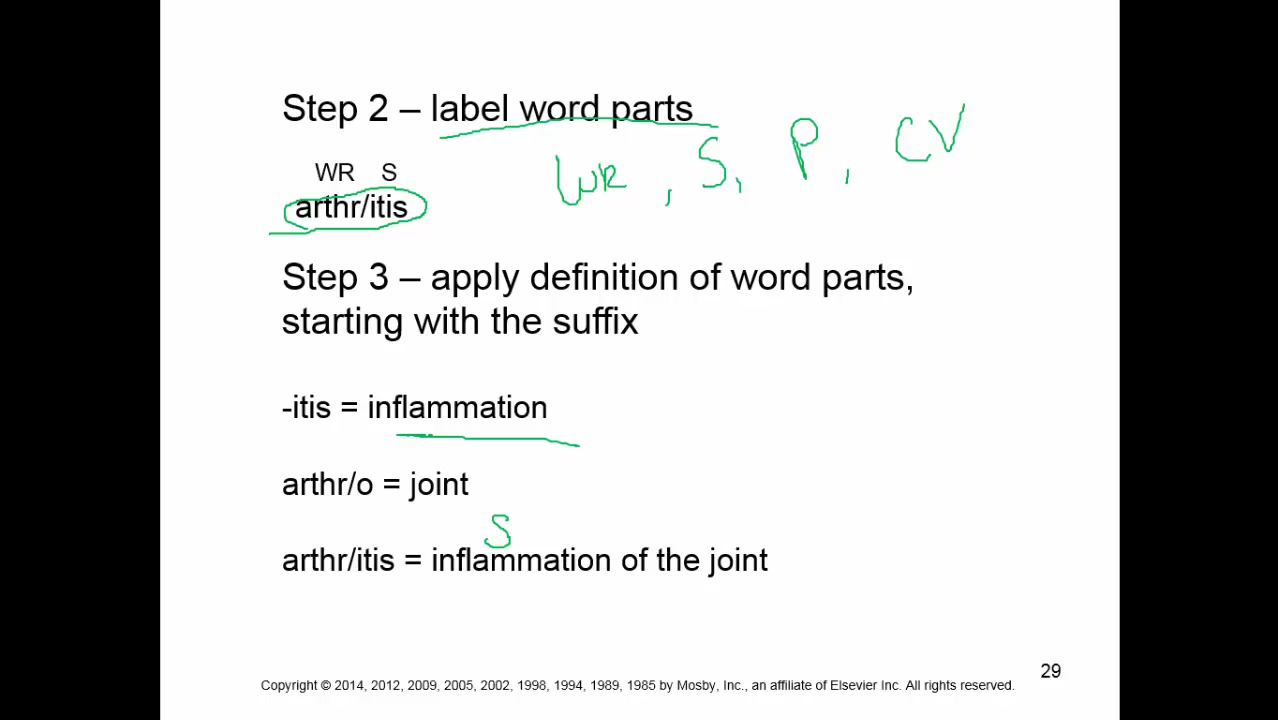 Step 2 – label word parts
WR S
arthr/itis
WR, S, P, CV
Step 3 – apply definition of word parts,
starting with the suffix
-itis = inflammation
arthr/o = joint
S
arthr/itis = inflammation of the joint
29
Copyright © 2014, 2012, 2009, 2005, 2002, 1998, 1994, 1989, 1985 by Mosby, Inc., an affiliate of Elsevier Inc. All rights reserved.